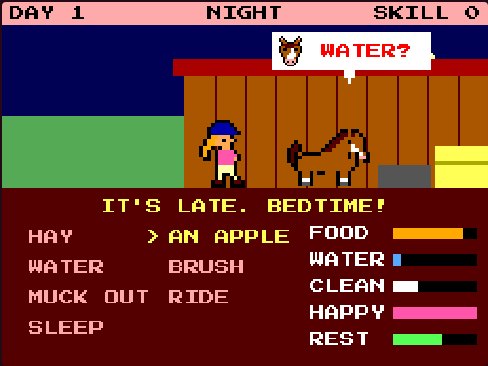 DAY 1 NIGHT SKILL 0
WATER?
IT'S LATE. BEDTIME!
HAY > AN APPLE
WATER BRUSH
MUCK OUT RIDE
SLEEP
FOOD
WATER
CLEAN
HAPPY
REST